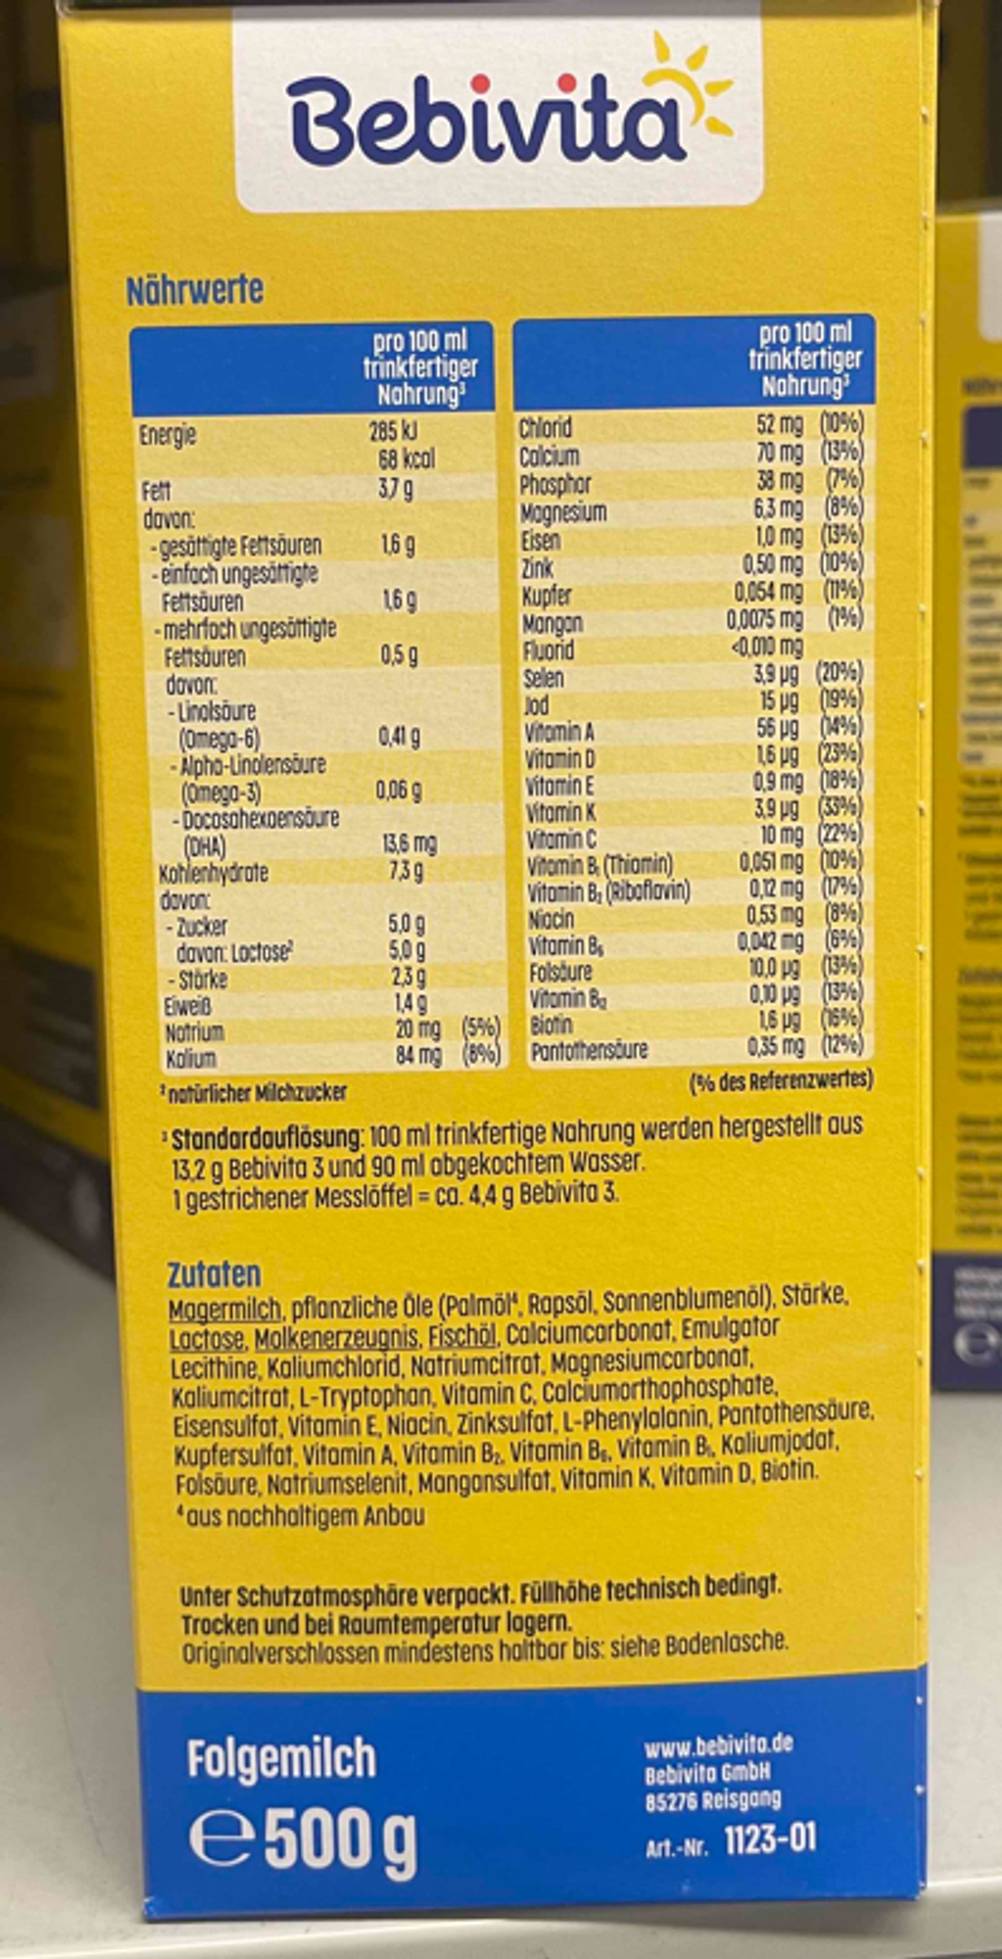 Bebivita
Nährwerte
pro 100 ml
trinkfertiger
Nahrung³
Energie 285 kJ
68 kcal
Fett 3,7 g
davon:
- gesättigte Fettsäuren 1,6 g
- einfach ungesättigte
Fettsäuren 1,6 g
- mehrfach ungesättigte
Fettsäuren 0,5 g
davon:
- Linolsäure
(Omega-6) 0,41 g
- Alpha-Linolensäure
(Omega-3) 0,06 g
- Docosahexaensäure
(DHA) 13,6 mg
Kohlenhydrate 7,3 g
davon:
- Zucker 5,0 g
davon: Lactose² 5,0 g
- Stärke 2,3 g
Eiweiß 1,4 g
Natrium 20 mg (5%)
Kalium 84 mg (8%)
² natürlicher Milchzucker
pro 100 ml
trinkfertiger
Nahrung³
Chlorid 52 mg (10%)
Calcium 70 mg (13%)
Phosphor 38 mg (7%)
Magnesium 6,3 mg (8%)
Eisen 1,0 mg (13%)
Zink 0,50 mg (10%)
Kupfer 0,054 mg (11%)
Mangan 0,0075 mg (1%)
Fluorid <0,010 mg
Selen 3,9 µg (20%)
Jod 15 µg (19%)
Vitamin A 56 µg (14%)
Vitamin D 1,6 µg (23%)
Vitamin E 0,9 mg (18%)
Vitamin K 3,9 µg (33%)
Vitamin C 10 mg (22%)
Vitamin B₁ (Thiamin) 0,051 mg (10%)
Vitamin B₂ (Riboflavin) 0,12 mg (17%)
Niacin 0,53 mg (8%)
Vitamin B₆ 0,042 mg (6%)
Folsäure 10,0 µg (13%)
Vitamin B₁₂ 0,10 µg (13%)
Biotin 1,6 µg (16%)
Pantothensäure 0,35 mg (12%)
(% des Referenzwertes)
³ Standardauflösung: 100 ml trinkfertige Nahrung werden hergestellt aus
13,2 g Bebivita 3 und 90 ml abgekochtem Wasser.
1 gestrichener Messlöffel = ca. 4,4 g Bebivita 3.
Zutaten
Magermilch, pflanzliche Öle (Palmöl⁴, Rapsöl, Sonnenblumenöl), Stärke,
Lactose, Molkenerzeugnis, Fischöl, Calciumcarbonat, Emulgator
Lecithine, Kaliumchlorid, Natriumcitrat, Magnesiumcarbonat,
Kaliumcitrat, L-Tryptophan, Vitamin C, Calciumorthophosphate,
Eisensulfat, Vitamin E, Niacin, Zinksulfat, L-Phenylalanin, Pantothensäure,
Kupfersulfat, Vitamin A, Vitamin B₂, Vitamin B₆, Vitamin B₁, Kaliumjodat,
Folsäure, Natriumselenit, Mangansulfat, Vitamin K, Vitamin D, Biotin.
⁴ aus nachhaltigem Anbau
Unter Schutzatmosphäre verpackt. Füllhöhe technisch bedingt.
Trocken und bei Raumtemperatur lagern.
Originalverschlossen mindestens haltbar bis: siehe Bodenlasche.
Folgemilch
℮ 500 g
www.bebivita.de
Bebivita GmbH
85276 Reisgang
Art.-Nr. 1123-01